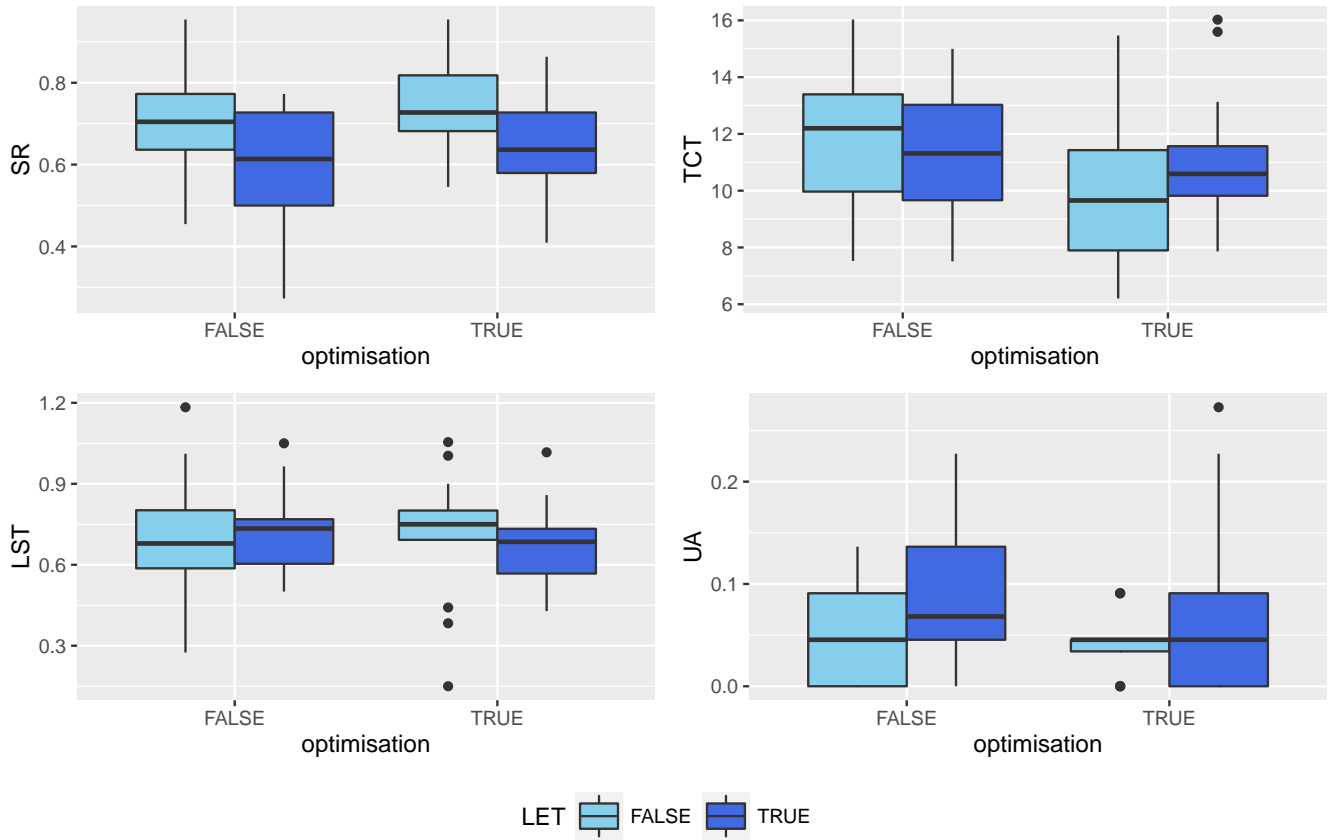 SR
0.8
0.6
0.4
FALSE TRUE
optimisation
TCT
16
14
12
10
8
6
FALSE TRUE
optimisation
LST
1.2
0.9
0.6
0.3
FALSE TRUE
optimisation
UA
0.2
0.1
0.0
FALSE TRUE
optimisation
LET FALSE TRUE